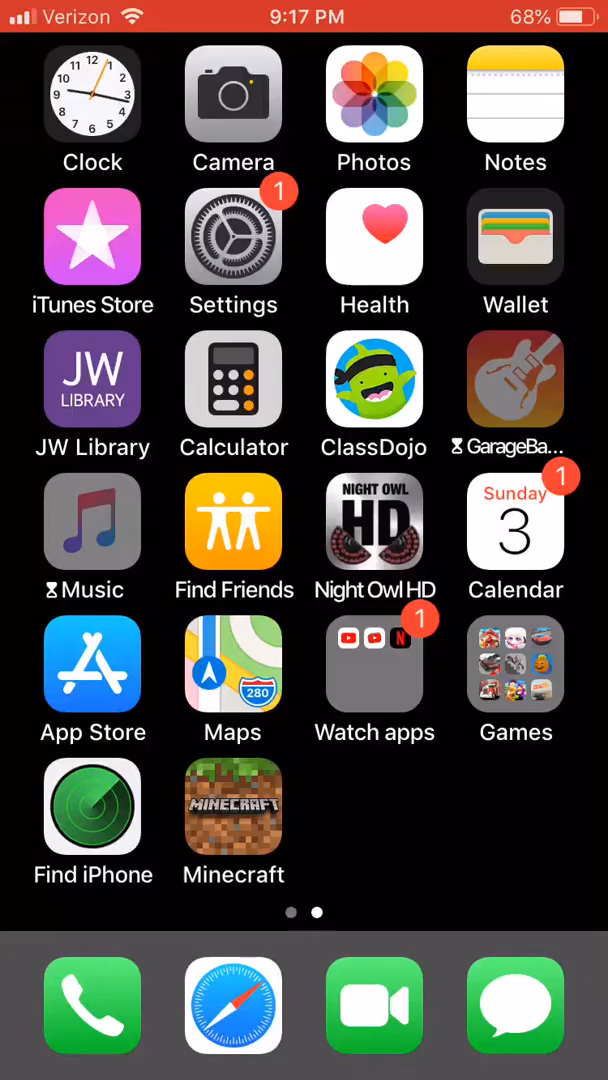 Verizon 9:17 PM 68%
12
11 1
10 2
9 3
8 4
7 5
6
Clock Camera Photos Notes
1
iTunes Store Settings Health Wallet
JW
LIBRARY
JW Library Calculator ClassDojo GarageBa...
NIGHT OWL
HD
1
Sunday
3
Music Find Friends Night Owl HD Calendar
1
280
N
App Store Maps Watch apps Games
MINECRAFT
Find iPhone Minecraft